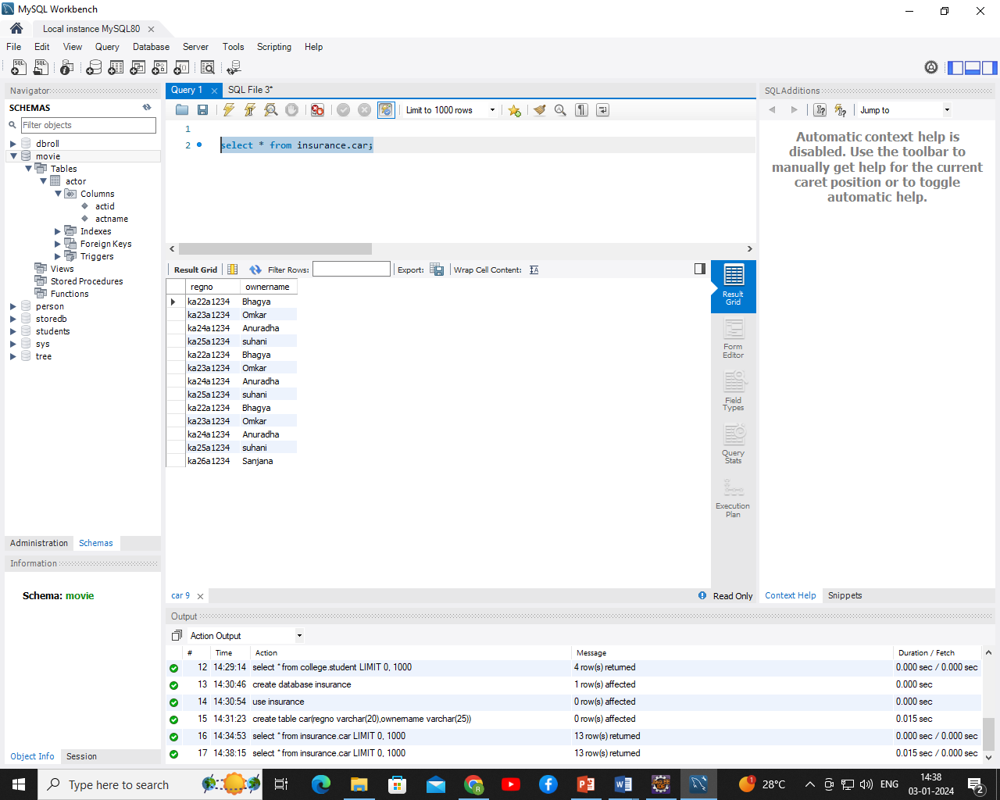 MySQL Workbench
Local instance MySQL80
File Edit View Query Database Server Tools Scripting Help
Navigator
SCHEMAS
Filter objects
dbroll
movie
Tables
actor
Columns
actid
actname
Indexes
Foreign Keys
Triggers
Views
Stored Procedures
Functions
person
storedb
students
sys
tree
Administration Schemas
Information
Schema: movie
Object Info Session
Query 1 SQL File 3*
Limit to 1000 rows
1
2 select * from insurance.car;
Result Grid Filter Rows: Export: Wrap Cell Content:
regno ownername
ka22a1234 Bhagya
ka23a1234 Omkar
ka24a1234 Anuradha
ka25a1234 suhani
ka22a1234 Bhagya
ka23a1234 Omkar
ka24a1234 Anuradha
ka25a1234 suhani
ka22a1234 Bhagya
ka23a1234 Omkar
ka24a1234 Anuradha
ka25a1234 suhani
ka26a1234 Sanjana
Result
Grid
Form
Editor
Field
Types
Query
Stats
Execution
Plan
car 9 Read Only
SQLAdditions
Jump to
Automatic context help is
disabled. Use the toolbar to
manually get help for the current
caret position or to toggle
automatic help.
Context Help Snippets
Output
Action Output
# Time Action Message Duration / Fetch
12 14:29:14 select * from college.student LIMIT 0, 1000 4 row(s) returned 0.000 sec / 0.000 sec
13 14:30:46 create database insurance 1 row(s) affected 0.000 sec
14 14:30:54 use insurance 0 row(s) affected 0.000 sec
15 14:31:23 create table car(regno varchar(20),ownername varchar(25)) 0 row(s) affected 0.015 sec
16 14:34:53 select * from insurance.car LIMIT 0, 1000 13 row(s) returned 0.000 sec / 0.000 sec
17 14:38:15 select * from insurance.car LIMIT 0, 1000 13 row(s) returned 0.015 sec / 0.000 sec
Type here to search
28°C
ENG
14:38
03-01-2024